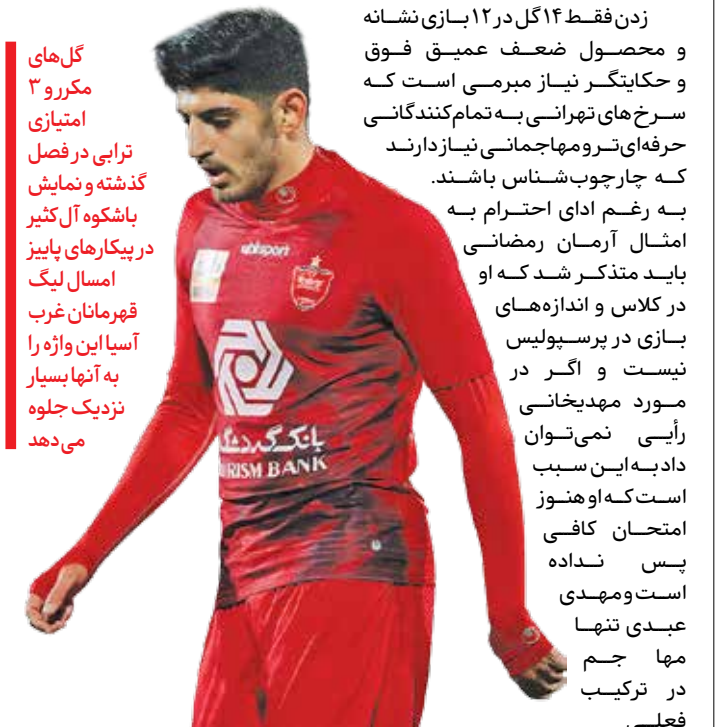 زدن فقط ۱۴ گل در ۱۲ بازی نشانه
و محصول ضعف عمیق فوق
و حکایتگر نیاز مبرمی است که
سرخ‌های تهرانی به تمام‌کنندگانی
حرفه‌ای‌تر و مهاجمانی نیاز دارند
که چارچوب‌شناس باشند.
به رغم ادای احترام به
امثال آرمان رمضانی
باید متذکر شد که او
در کلاس و اندازه‌های
بازی در پرسپولیس
نیست و اگر در
مورد مهدیخانی
رأیی نمی‌توان
داد به این سبب
است که او هنوز
امتحان کافی
پس نداده
است و مهدی
عبدی تنها
مها جم
در ترکیب
فعلی
گل‌های
مکرر و ۳
امتیازی
ترابی در فصل
گذشته و نمایش
باشکوه آل‌کثیر
در پیکارهای پاییز
امسال لیگ
قهرمانان غرب
آسیا این واژه را
به آنها بسیار
نزدیک جلوه
می‌دهد
uhlsport
بانک گردشگ
RISM BANK